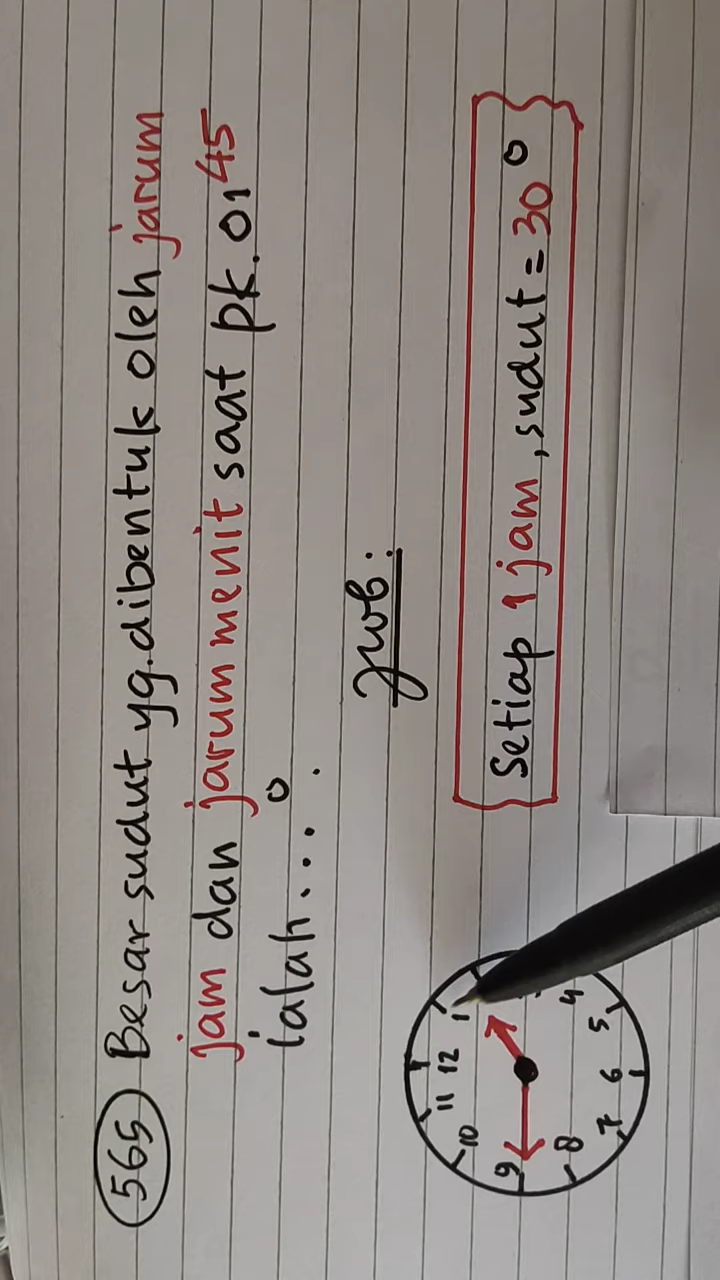 565 Besar sudut yg. dibentuk oleh jarum
jam dan jarum menit saat pk. 01⁴⁵
ialah....°.
Jwb:
Setiap 1 jam, sudut = 30°
11 12 1
10
9
8 4
7 6 5